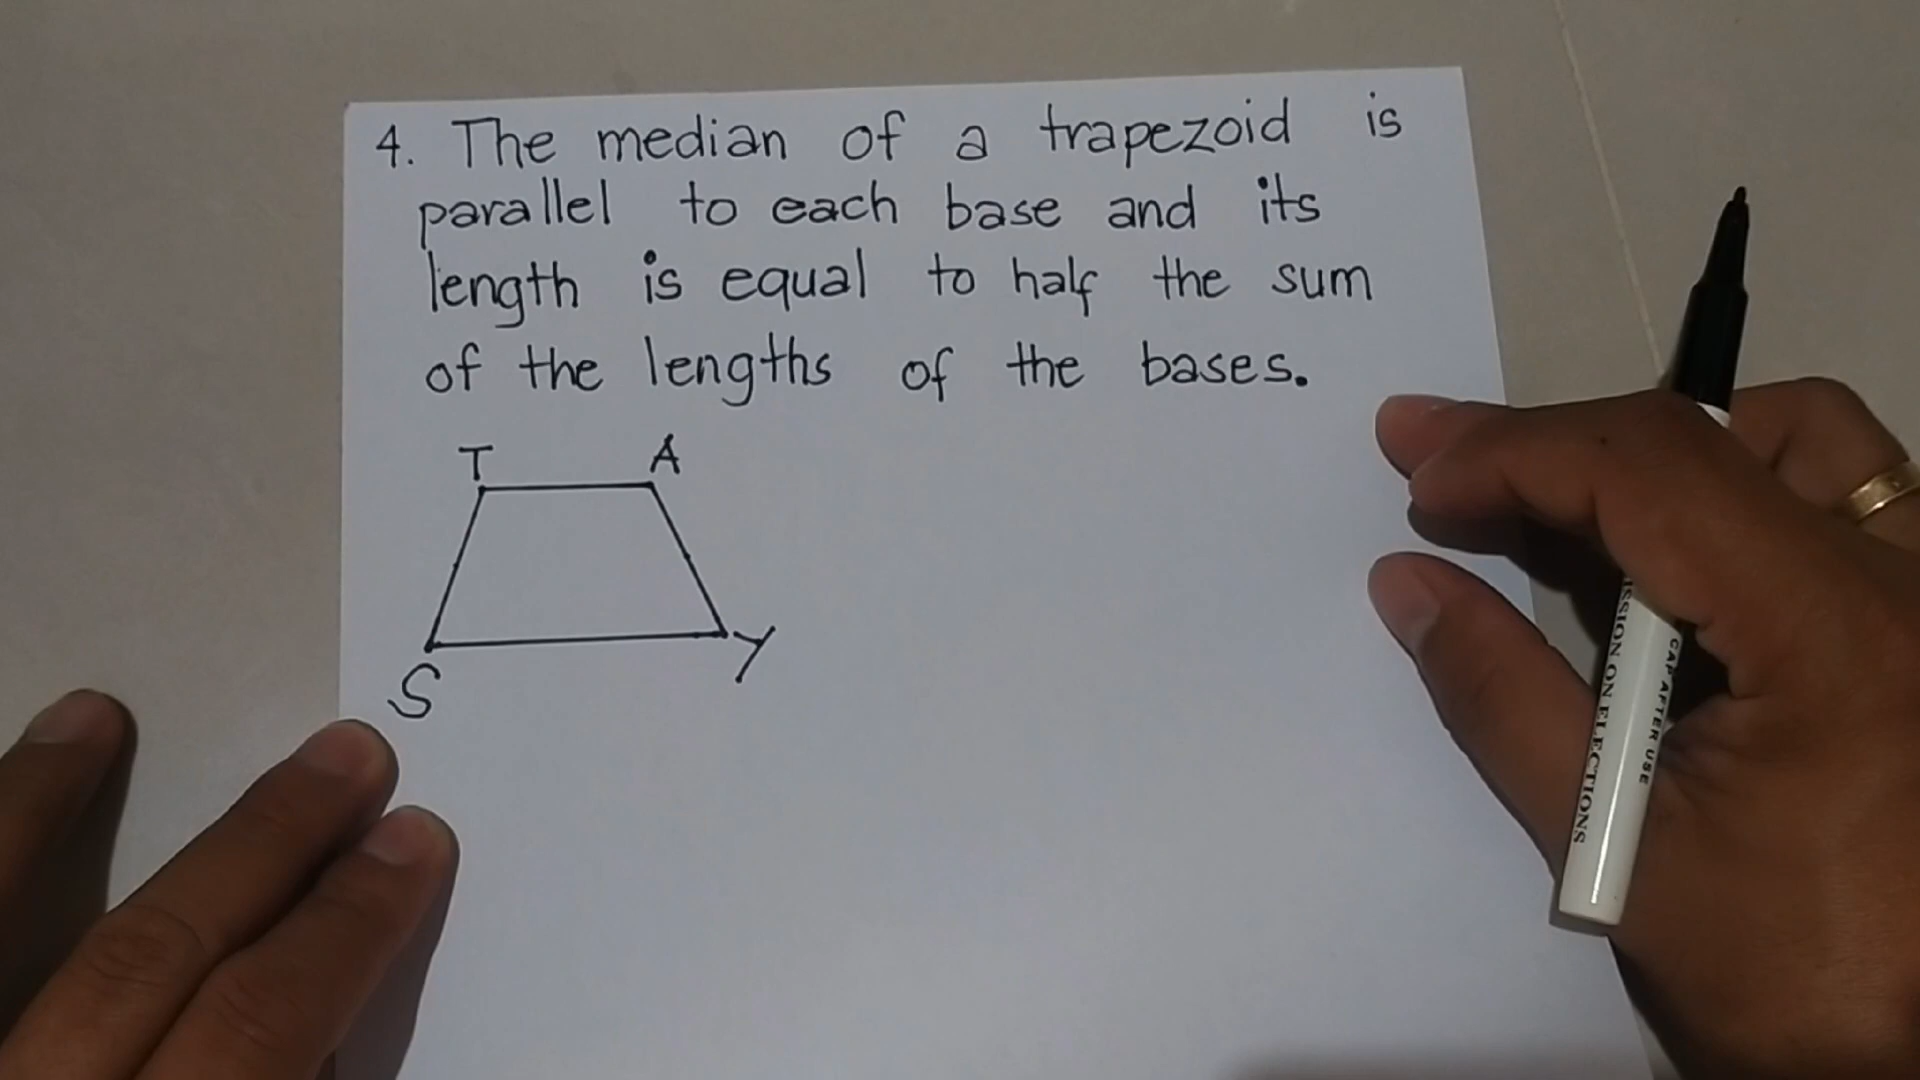 4. The median of a trapezoid is
parallel to each base and its
length is equal to half the sum
of the lengths of the bases.
T A
S Y
CAP AFTER USE
ISSION ON ELECTIONS